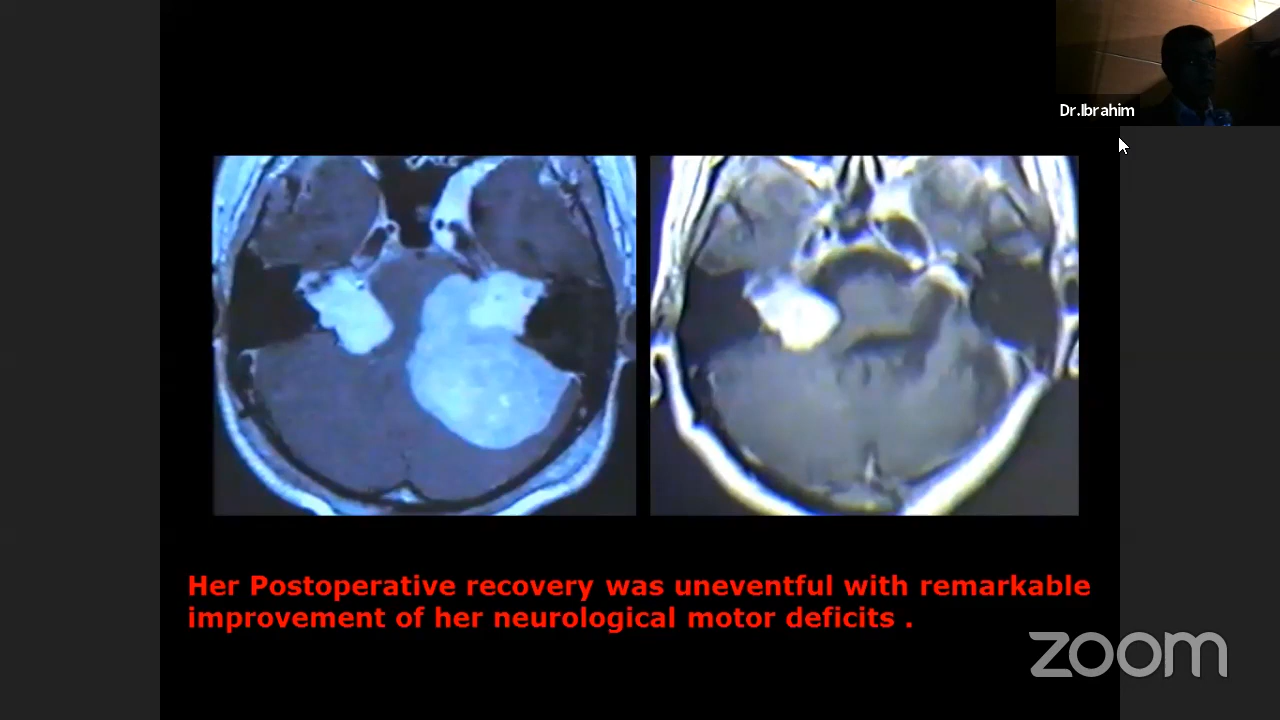 Dr.Ibrahim
Her Postoperative recovery was uneventful with remarkable
improvement of her neurological motor deficits .
zoom